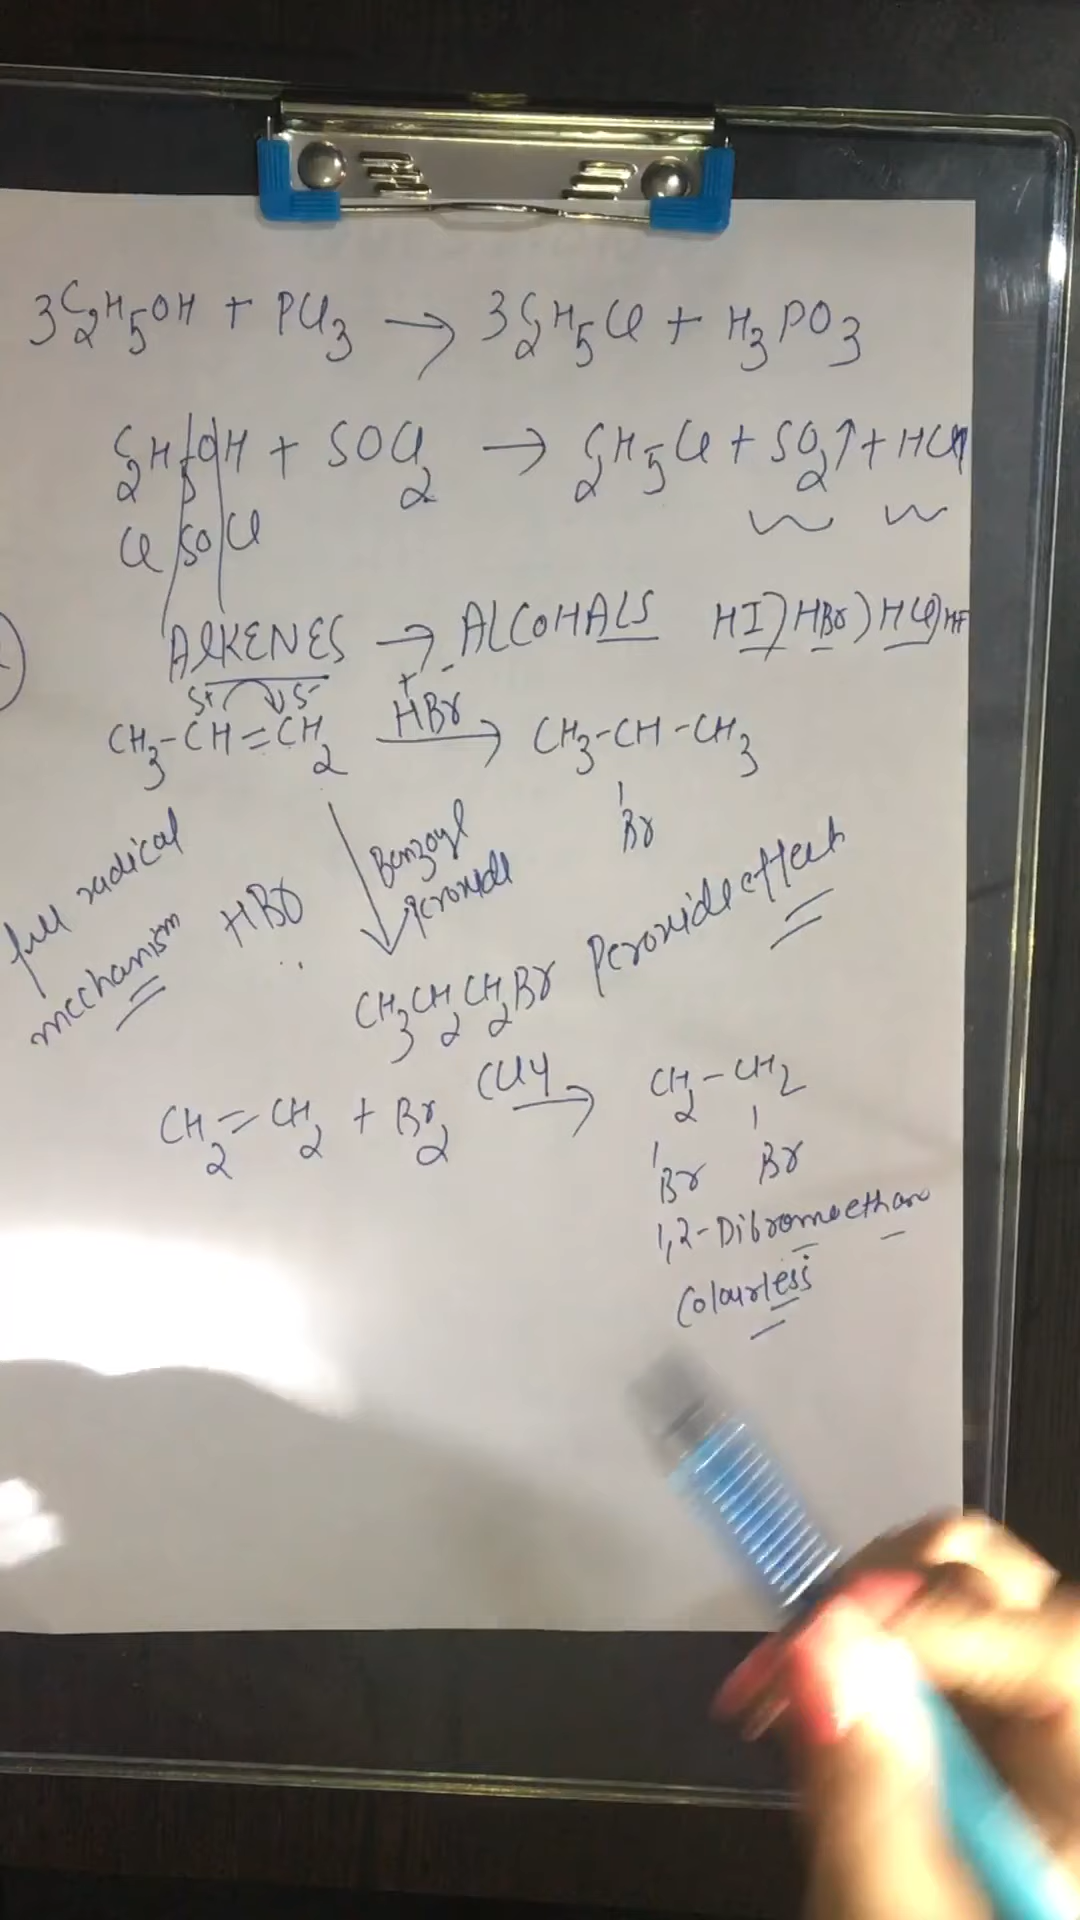 3C2H5OH + PCl3 → 3C2H5Cl + H3PO3
C2H5OH + SOCl2 → C2H5Cl + SO2↑ + HCl↑
Cl SO Cl
ALKENES → ALCOHALS HI > HBr > HCl > HF
δ+ δ- + -
CH3-CH=CH2 HBr → CH3-CH-CH3
Br
Benzoyl
Peroxide
free radical
mechanism
HBr
Peroxide effect
CH3CH2CH2Br
CH2=CH2 + Br2 CCl4 → CH2-CH2
Br Br
1,2-Dibromoethane
Colourless